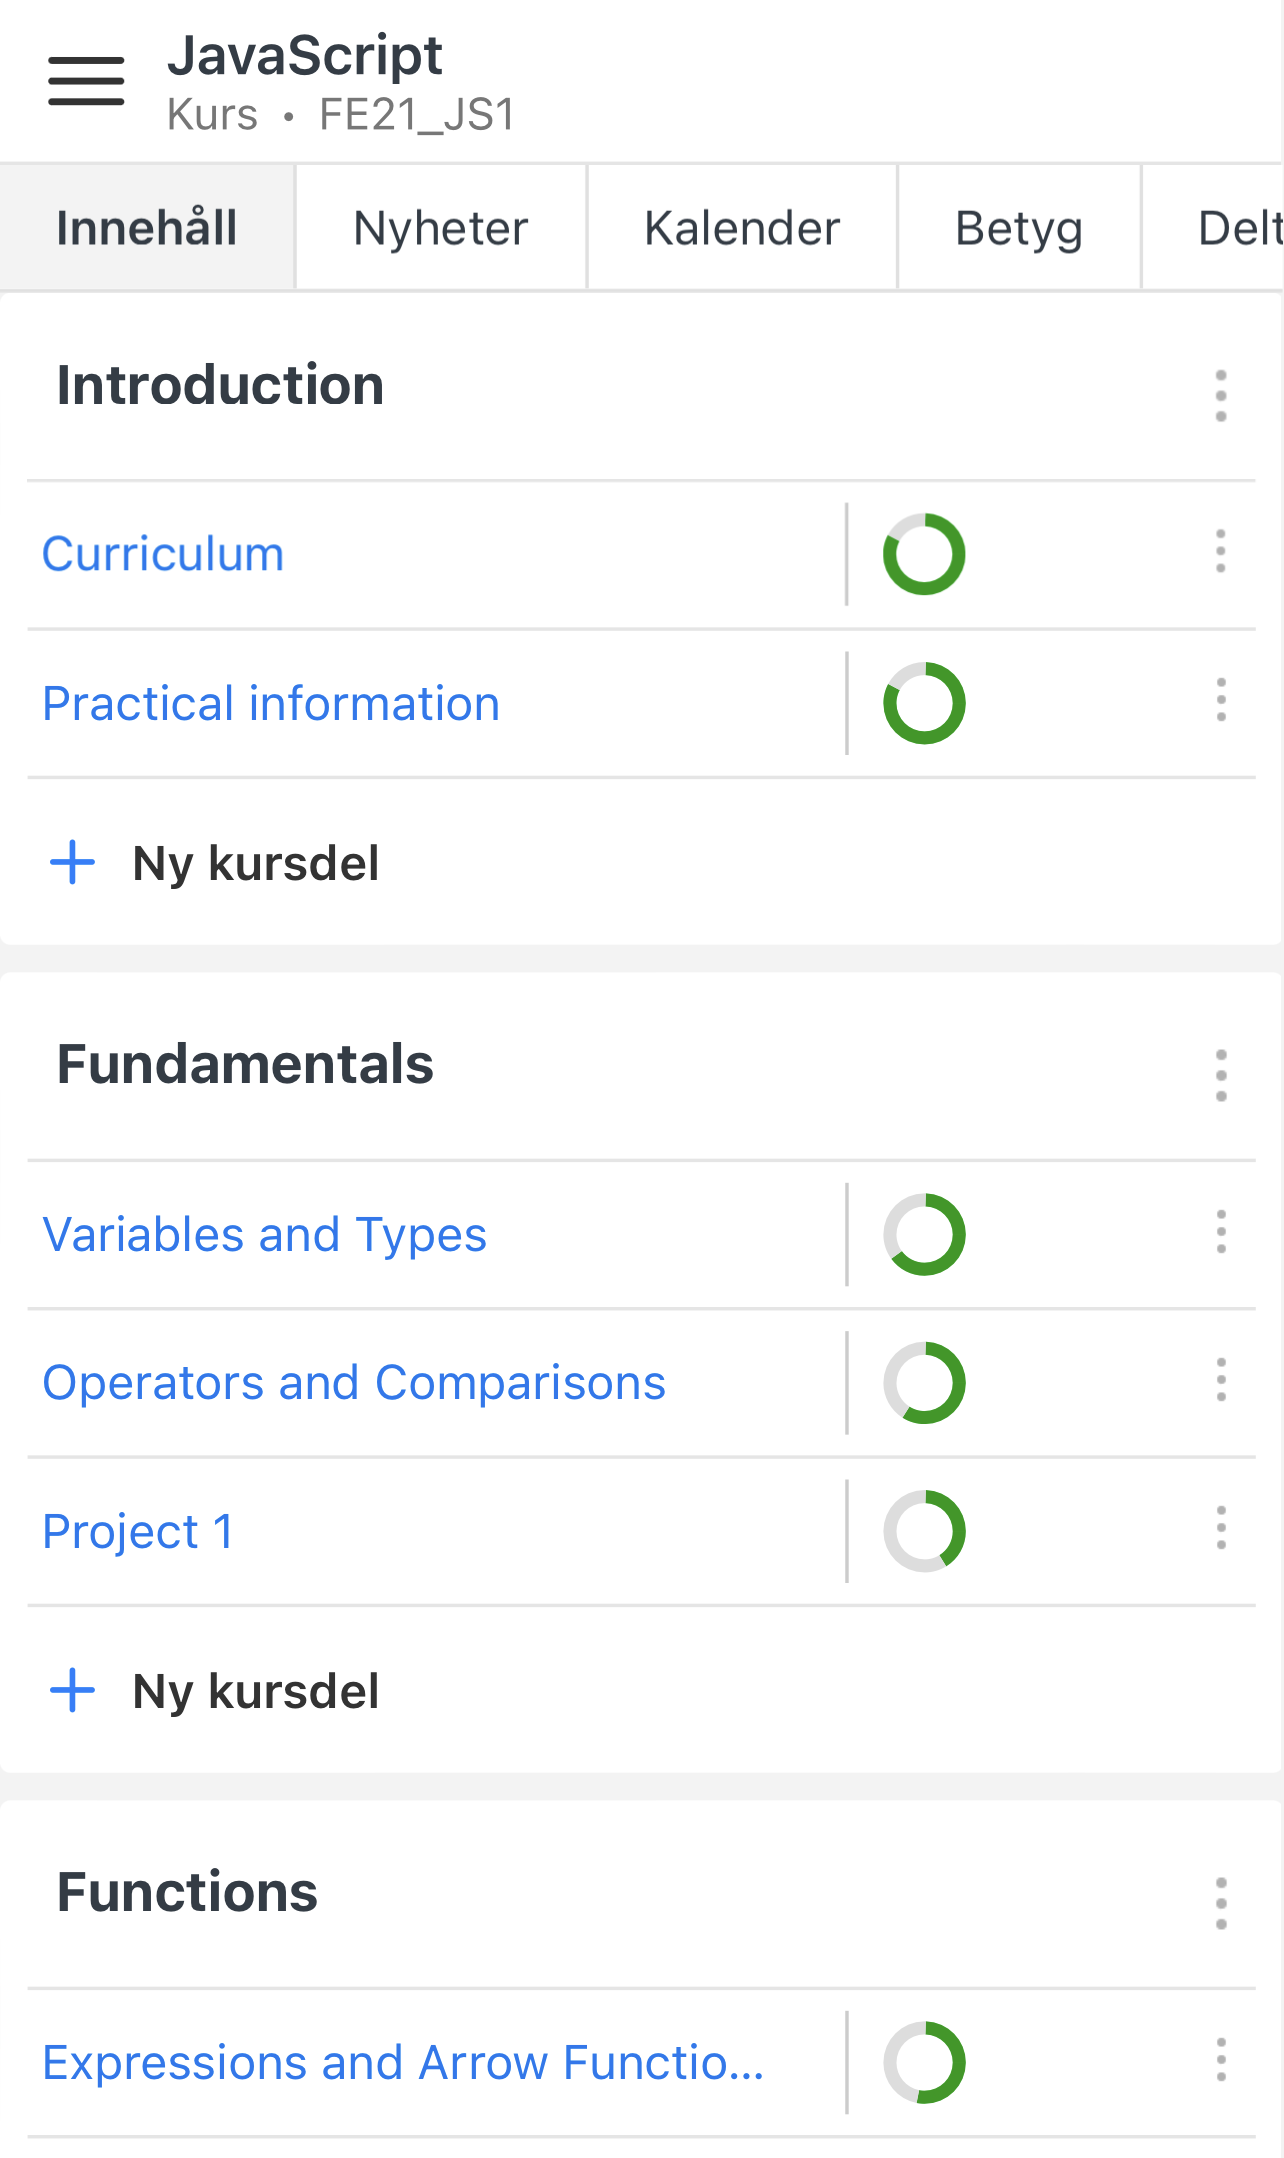 JavaScript
Kurs • FE21_JS1
Innehåll Nyheter Kalender Betyg Delt
Introduction
Curriculum
Practical information
+ Ny kursdel
Fundamentals
Variables and Types
Operators and Comparisons
Project 1
+ Ny kursdel
Functions
Expressions and Arrow Functio...